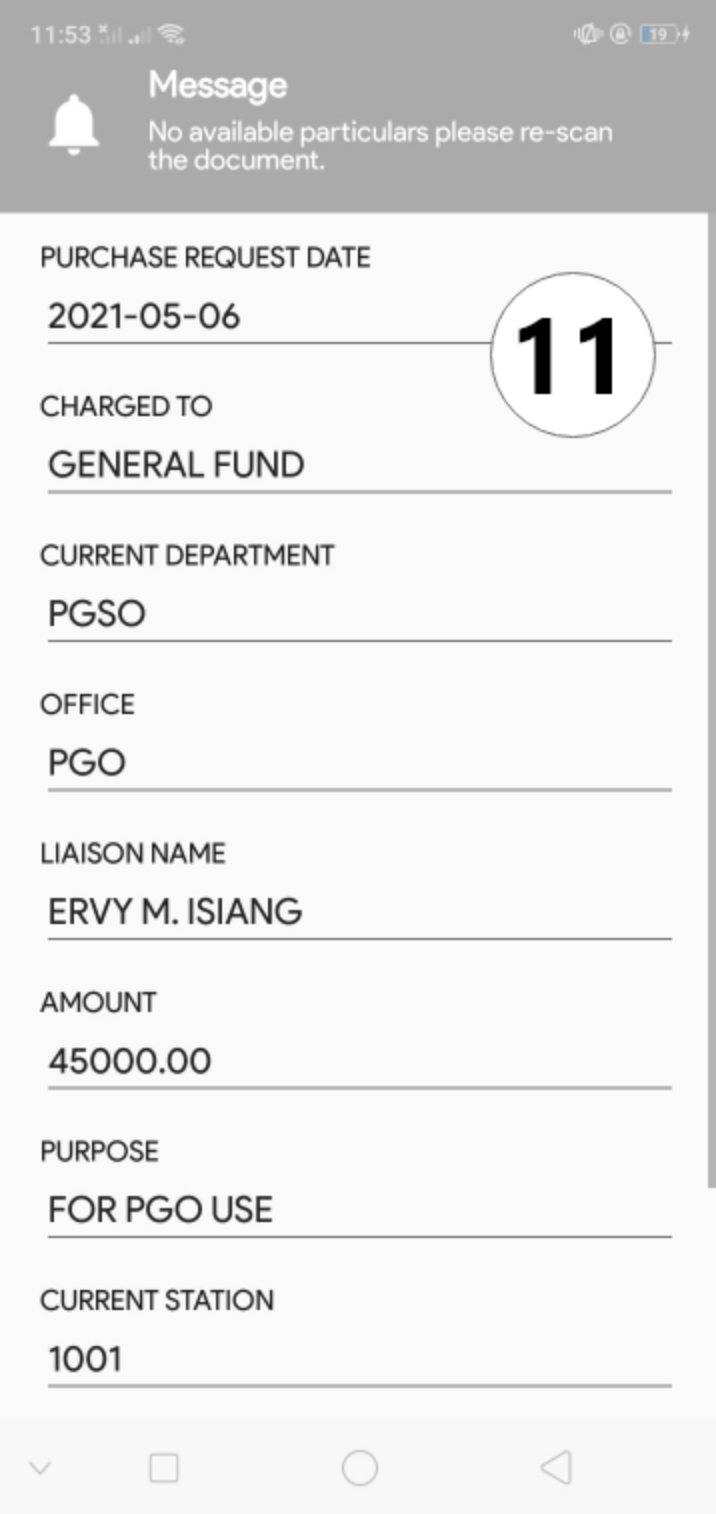 11:53
19
Message
No available particulars please re-scan
the document.
PURCHASE REQUEST DATE
2021-05-06
11
CHARGED TO
GENERAL FUND
CURRENT DEPARTMENT
PGSO
OFFICE
PGO
LIAISON NAME
ERVY M. ISIANG
AMOUNT
45000.00
PURPOSE
FOR PGO USE
CURRENT STATION
1001